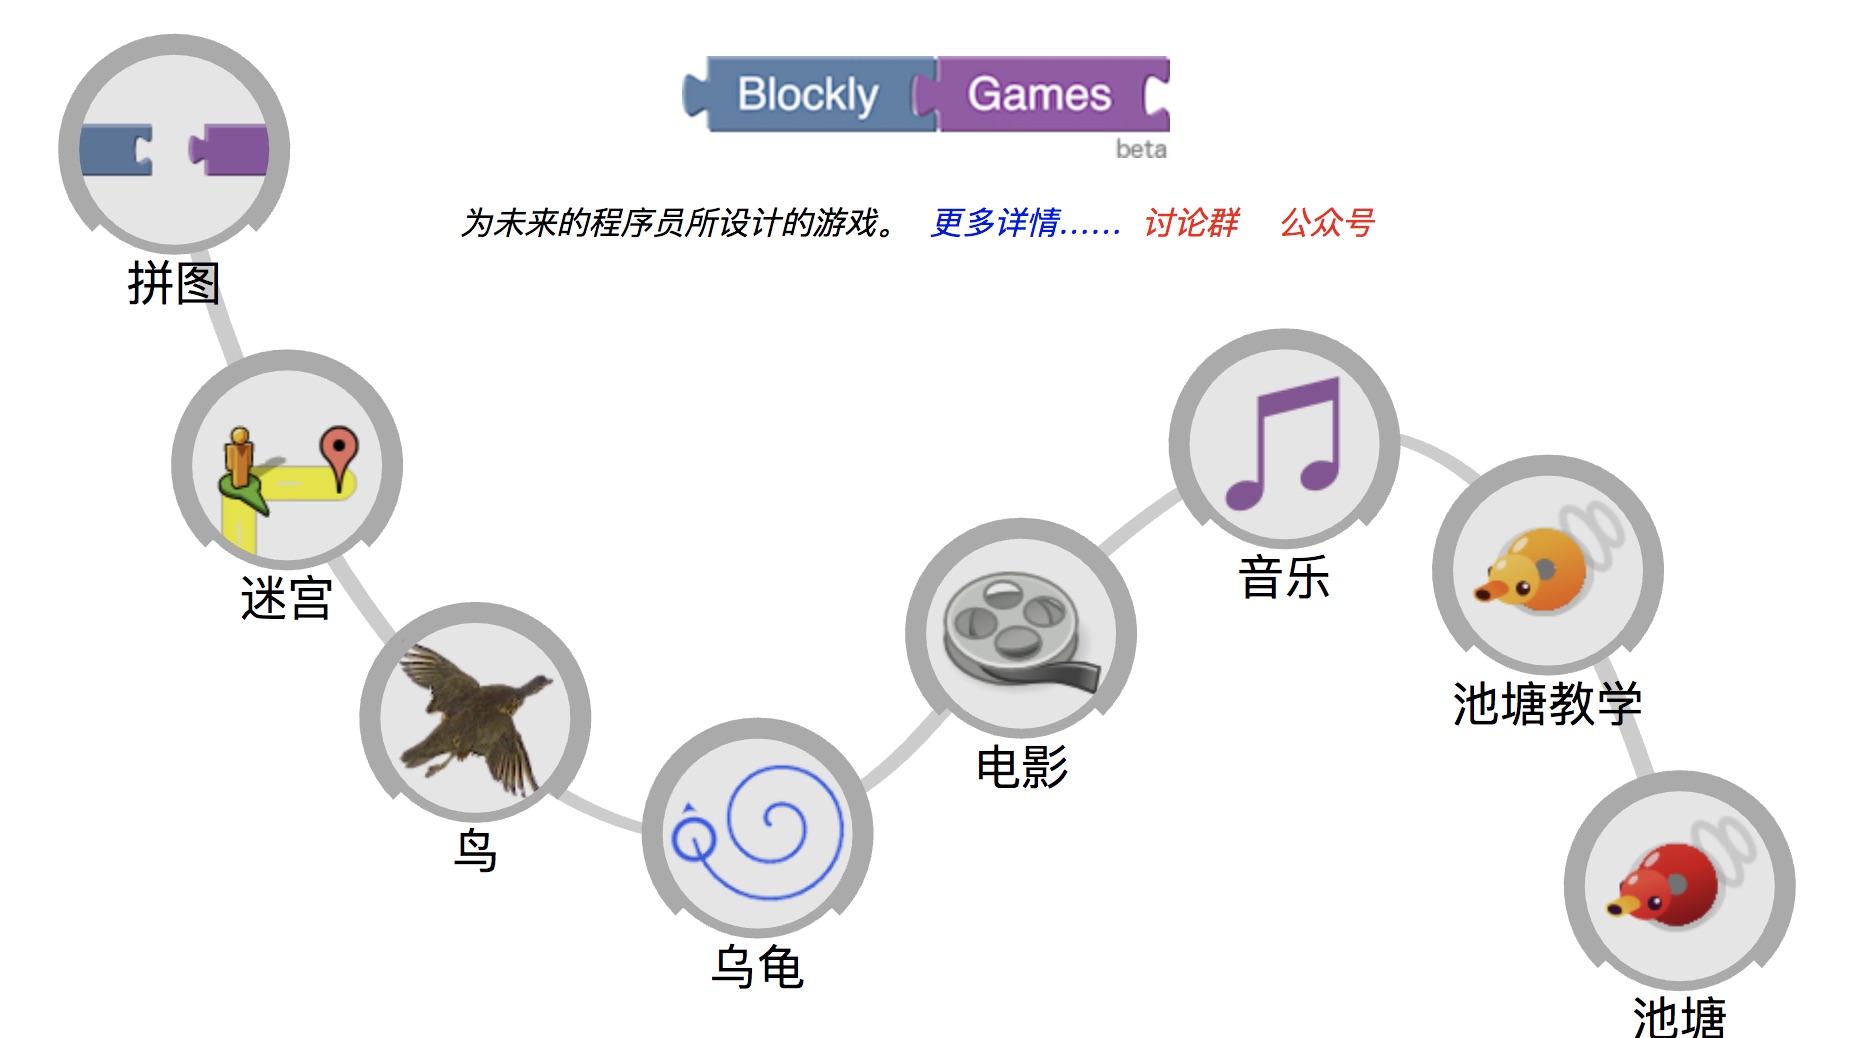 Blockly Games
beta
为未来的程序员所设计的游戏。 更多详情…… 讨论群 公众号
拼图
迷宫
鸟
乌龟
电影
音乐
池塘教学
池塘